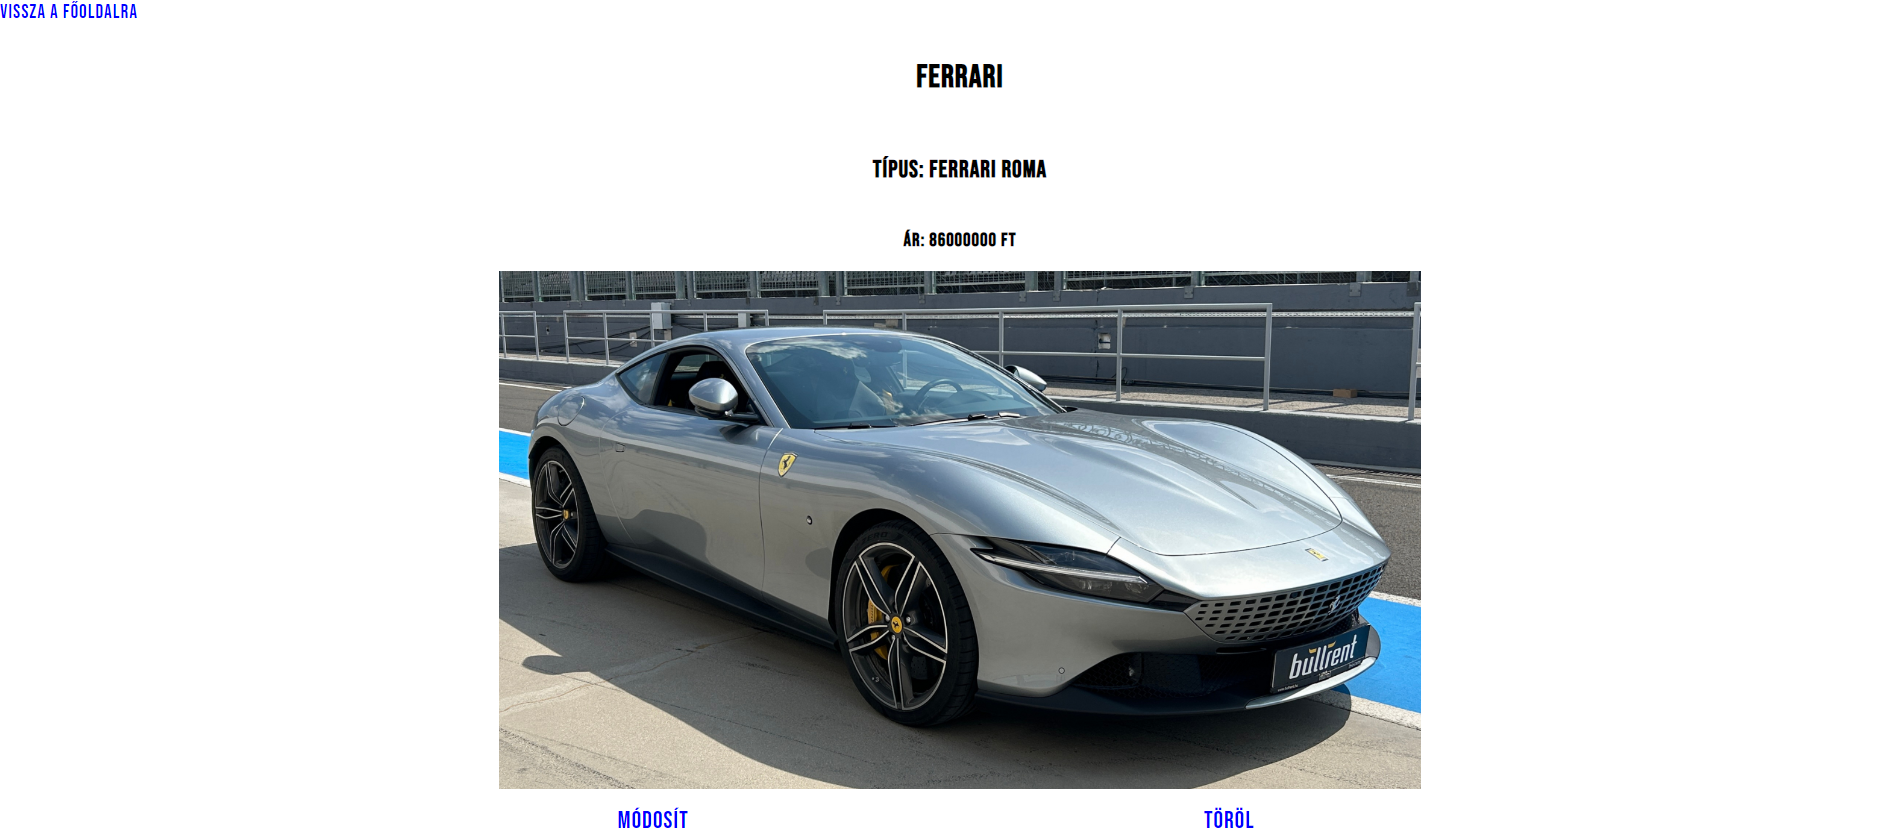 VISSZA A FŐOLDALRA
FERRARI
TÍPUS: FERRARI ROMA
ÁR: 86000000 FT
bullrent
MÓDOSÍT
TÖRÖL